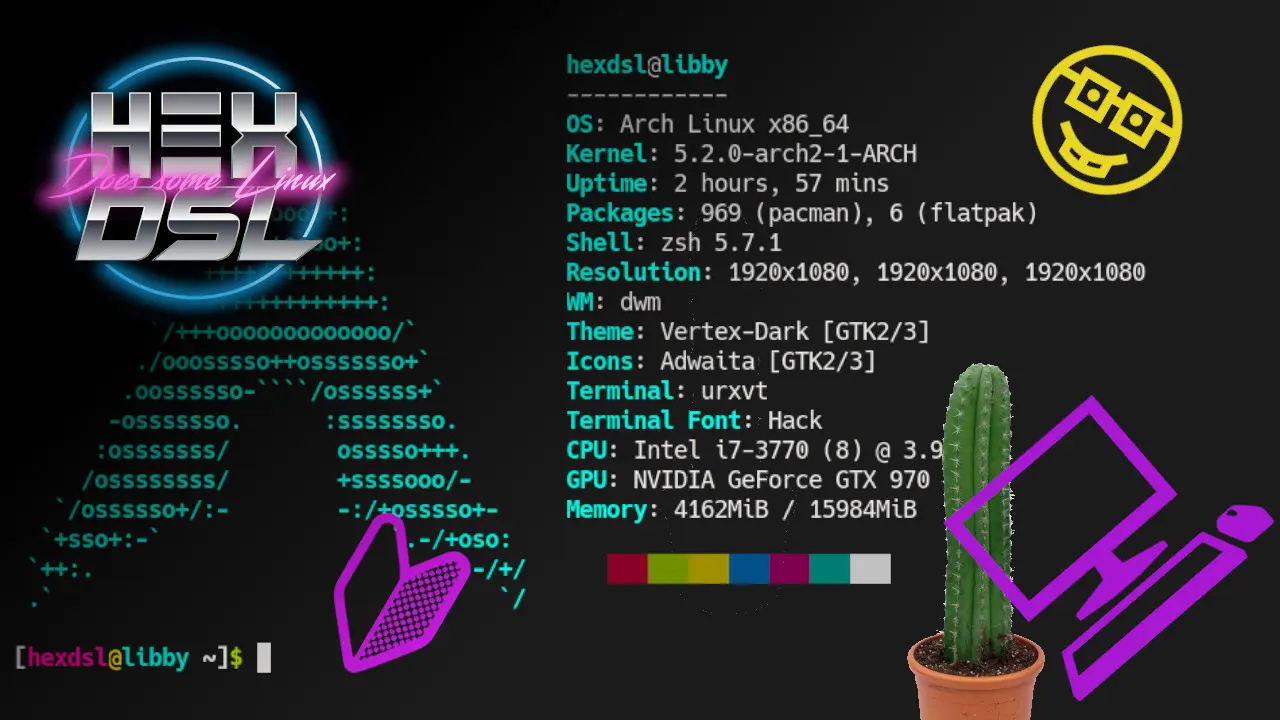 HEX
Does some Linux
DSL
hexdsl@libby
------------
OS: Arch Linux x86_64
Kernel: 5.2.0-arch2-1-ARCH
Uptime: 2 hours, 57 mins
Packages: 969 (pacman), 6 (flatpak)
Shell: zsh 5.7.1
Resolution: 1920x1080, 1920x1080, 1920x1080
WM: dwm
Theme: Vertex-Dark [GTK2/3]
Icons: Adwaita [GTK2/3]
Terminal: urxvt
Terminal Font: Hack
CPU: Intel i7-3770 (8) @ 3.9
GPU: NVIDIA GeForce GTX 970
Memory: 4162MiB / 15984MiB
[hexdsl@libby ~]$